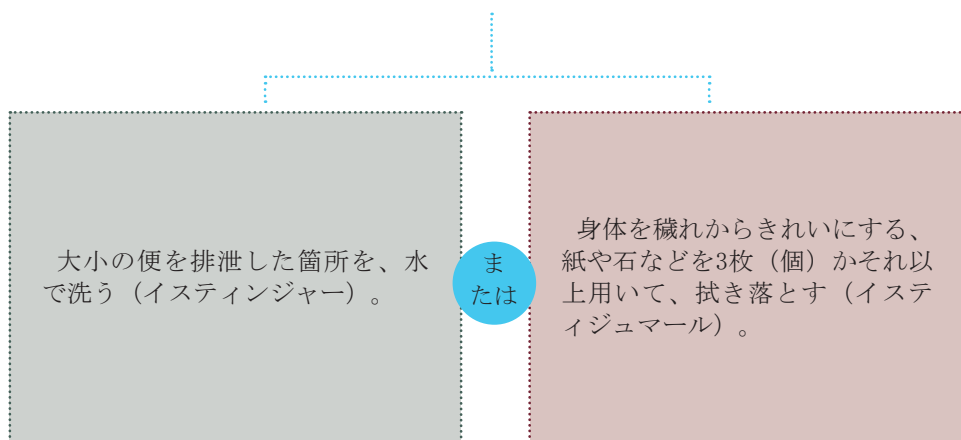 大小の便を排泄した箇所を、水
で洗う（イスティンジャー）。
ま
たは
身体を穢れからきれいにする、
紙や石などを3枚（個）かそれ以
上用いて、拭き落とす（イステ
ィジュマール）。